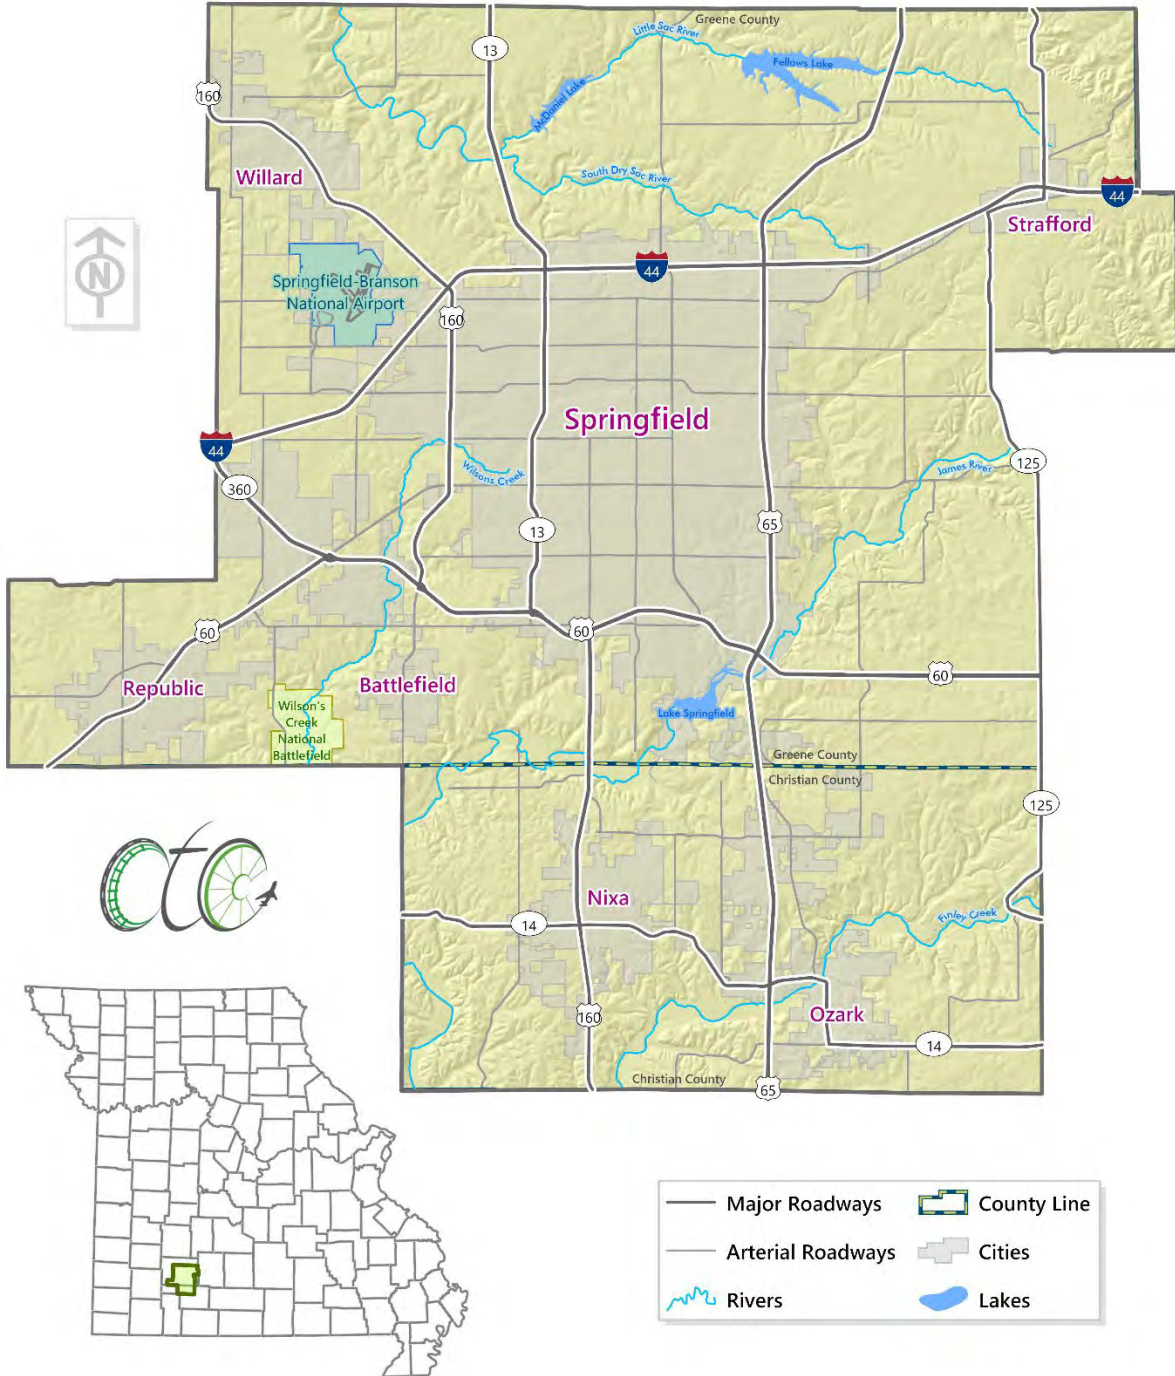 Greene County
Little Sac River
13
Fellows Lake
160
McDaniel Lake
South Dry Sac River
Willard
44
N
Strafford
44
Springfield-Branson
National Airport
160
Springfield
44
Wilsons Creek
James River
125
360
13
65
60
60
60
Republic
Battlefield
Wilson's
Creek
National
Battlefield
Lake Springfield
Greene County
Christian County
125
Nixa
14
Finley Creek
160
Ozark
14
Christian County
65
Major Roadways
County Line
Arterial Roadways
Cities
Rivers
Lakes